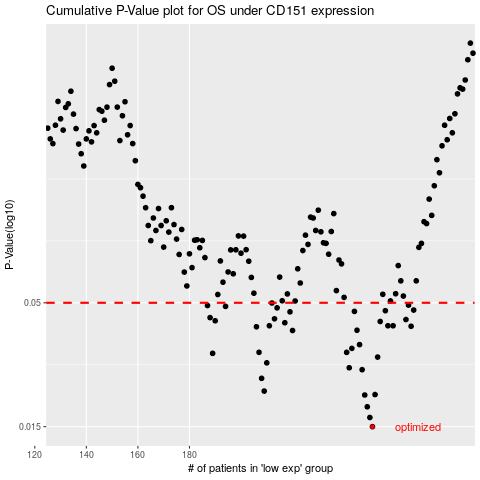 Cumulative P-Value plot for OS under CD151 expression
P-Value(log10)
0.05
0.015
optimized
120 140 160 180
# of patients in 'low exp' group